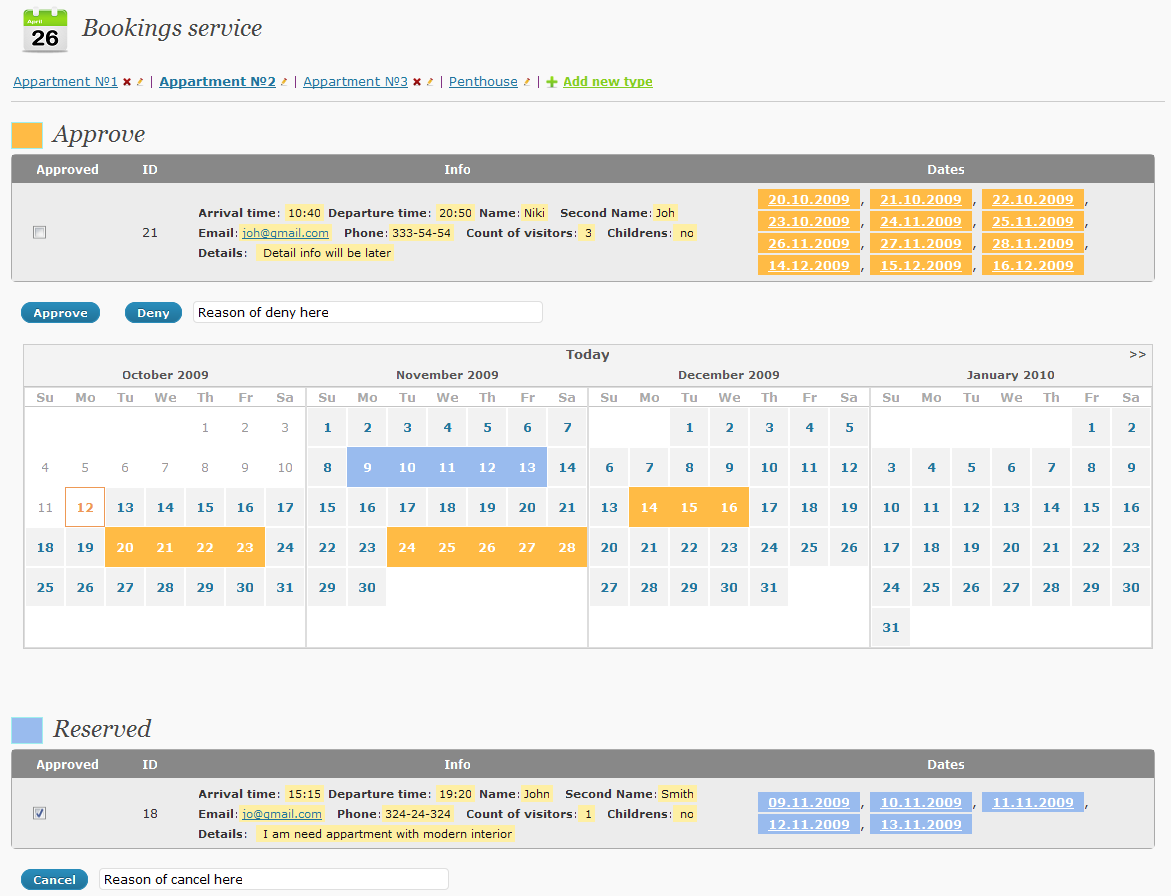 April
26
Bookings service
Appartment №1 | Appartment №2 | Appartment №3 | Penthouse | Add new type
Approve
Approved ID Info Dates
Arrival time: 10:40 Departure time: 20:50 Name: Niki Second Name: Joh
Email: joh@gmail.com Phone: 333-54-54 Count of visitors: 3 Childrens: no
Details: Detail info will be later
21
20.10.2009 , 21.10.2009 , 22.10.2009 ,
23.10.2009 , 24.11.2009 , 25.11.2009 ,
26.11.2009 , 27.11.2009 , 28.11.2009 ,
14.12.2009 , 15.12.2009 , 16.12.2009
Approve Deny Reason of deny here
Today >>
October 2009
Su Mo Tu We Th Fr Sa
1 2 3
4 5 6 7 8 9 10
11 12 13 14 15 16 17
18 19 20 21 22 23 24
25 26 27 28 29 30 31
November 2009
Su Mo Tu We Th Fr Sa
1 2 3 4 5 6 7
8 9 10 11 12 13 14
15 16 17 18 19 20 21
22 23 24 25 26 27 28
29 30
December 2009
Su Mo Tu We Th Fr Sa
1 2 3 4 5
6 7 8 9 10 11 12
13 14 15 16 17 18 19
20 21 22 23 24 25 26
27 28 29 30 31
January 2010
Su Mo Tu We Th Fr Sa
1 2
3 4 5 6 7 8 9
10 11 12 13 14 15 16
17 18 19 20 21 22 23
24 25 26 27 28 29 30
31
Reserved
Approved ID Info Dates
Arrival time: 15:15 Departure time: 19:20 Name: John Second Name: Smith
Email: jo@gmail.com Phone: 324-24-324 Count of visitors: 1 Childrens: no
Details: I am need appartment with modern interior
18
09.11.2009 , 10.11.2009 , 11.11.2009 ,
12.11.2009 , 13.11.2009
Cancel Reason of cancel here